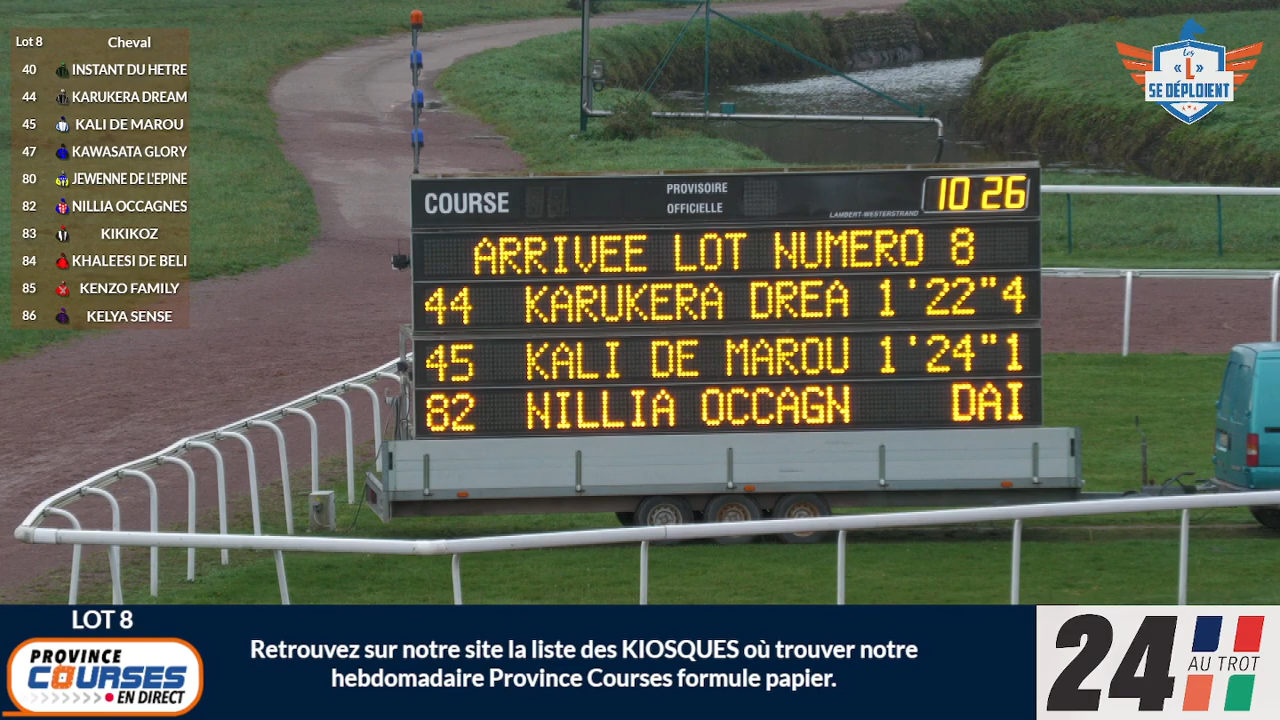 Lot 8 Cheval
40 INSTANT DU HETRE
44 KARUKERA DREAM
45 KALI DE MAROU
47 KAWASATA GLORY
80 JEWENNE DE L'EPINE
82 NILLIA OCCAGNES
83 KIKIKOZ
84 KHALEESI DE BELI
85 KENZO FAMILY
86 KELYA SENSE
Les
« L »
SE DÉPLOIENT
COURSE PROVISOIRE 10 26
OFFICIELLE LAMBERT-WESTERSTRAND
ARRIVEE LOT NUMERO 8
44 KARUKERA DREA 1'22"4
45 KALI DE MAROU 1'24"1
82 NILLIA OCCAGN DAI
LOT 8
PROVINCE
COURSES
EN DIRECT
Retrouvez sur notre site la liste des KIOSQUES où trouver notre
hebdomadaire Province Courses formule papier.
24
AU TROT